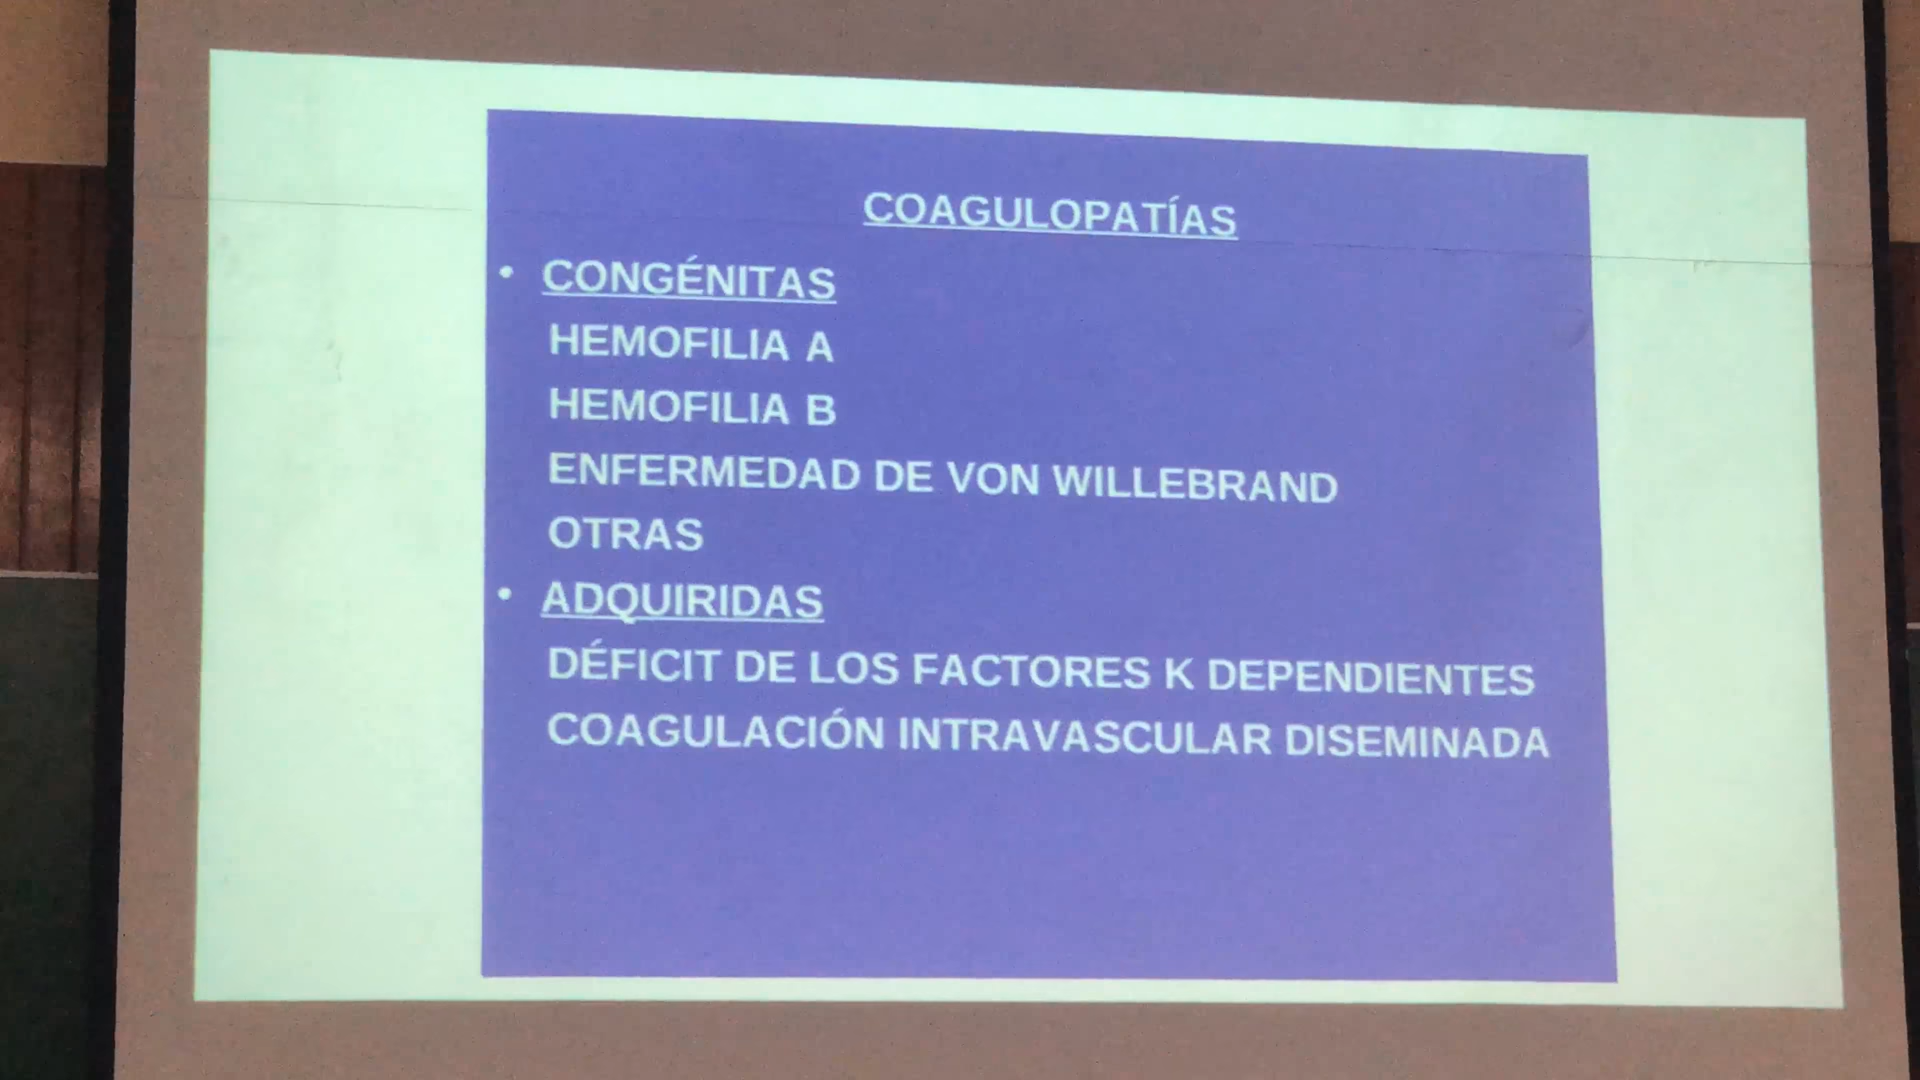 COAGULOPATÍAS
• CONGÉNITAS
HEMOFILIA A
HEMOFILIA B
ENFERMEDAD DE VON WILLEBRAND
OTRAS
• ADQUIRIDAS
DÉFICIT DE LOS FACTORES K DEPENDIENTES
COAGULACIÓN INTRAVASCULAR DISEMINADA